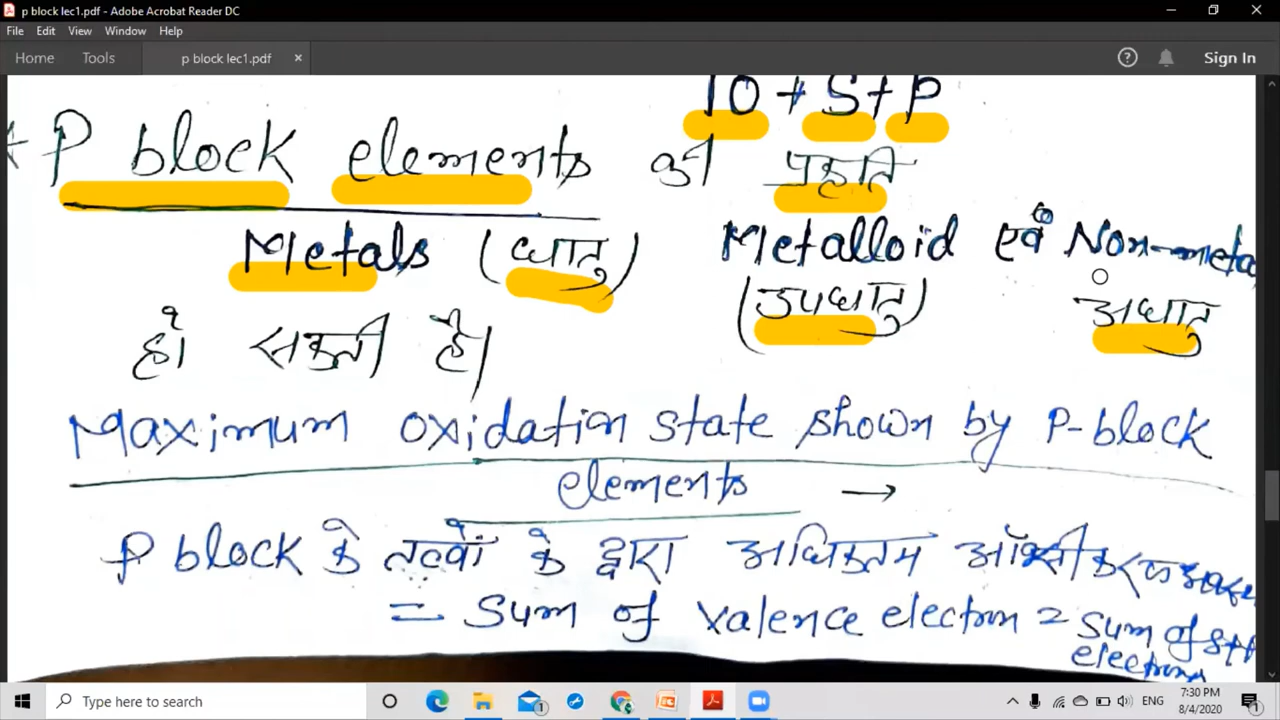 p block lec1.pdf - Adobe Acrobat Reader DC
File Edit View Window Help
Home Tools p block lec1.pdf × Sign In
10 + S + P
P block elements की प्रकृति
Metals (धातु) Metalloid एवं Non-meta
(उपधातु) अधातु
हो सकती है।
Maximum oxidation state shown by P-block
elements →
P block के तत्वों के द्वारा अधिकतम
= Sum of valence electron = Sum of S+P
electron
Type here to search
ENG
7:30 PM
8/4/2020